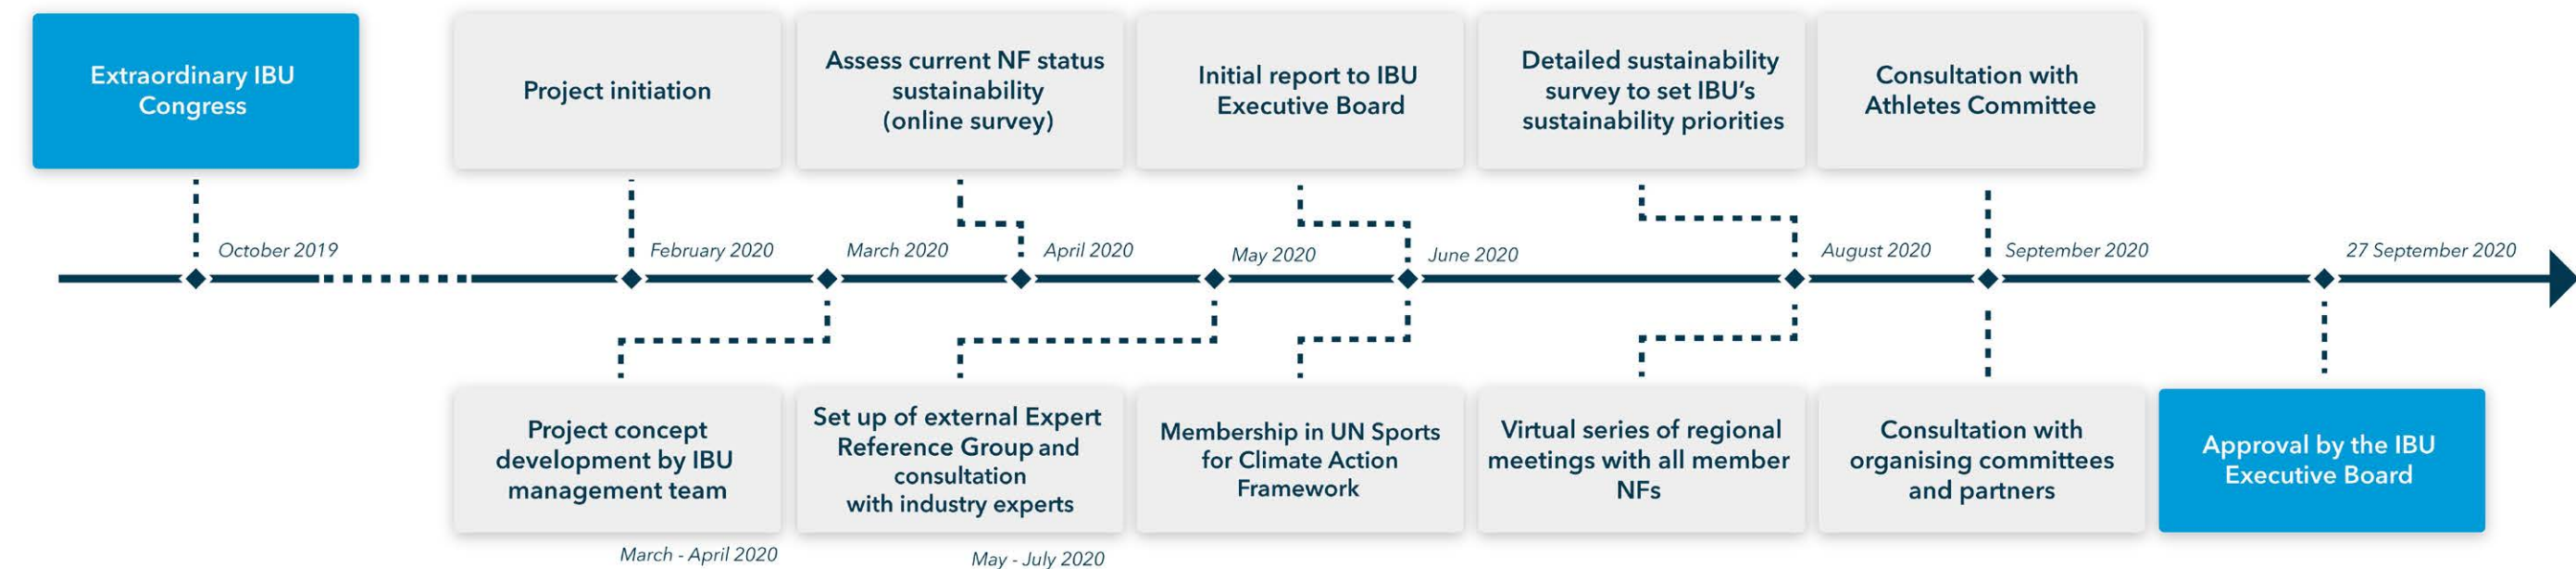 Extraordinary IBU
Congress
Project initiation
Assess current NF status
sustainability
(online survey)
Initial report to IBU
Executive Board
Detailed sustainability
survey to set IBU’s
sustainability priorities
Consultation with
Athletes Committee
October 2019
February 2020
March 2020
April 2020
May 2020
June 2020
August 2020
September 2020
27 September 2020
Project concept
development by IBU
management team
March - April 2020
Set up of external Expert
Reference Group and
consultation
with industry experts
May - July 2020
Membership in UN Sports
for Climate Action
Framework
Virtual series of regional
meetings with all member
NFs
Consultation with
organising committees
and partners
Approval by the IBU
Executive Board